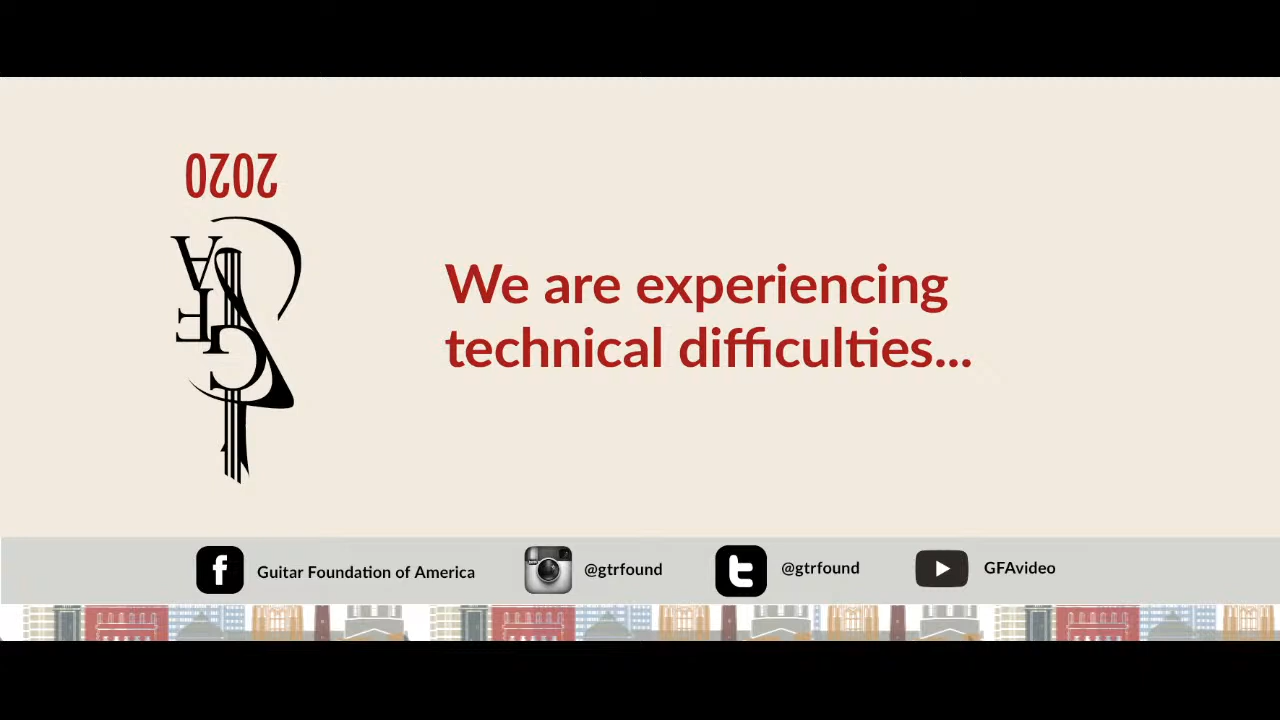 2020
GFA
We are experiencing
technical difficulties...
Guitar Foundation of America
@gtrfound
@gtrfound
GFAvideo